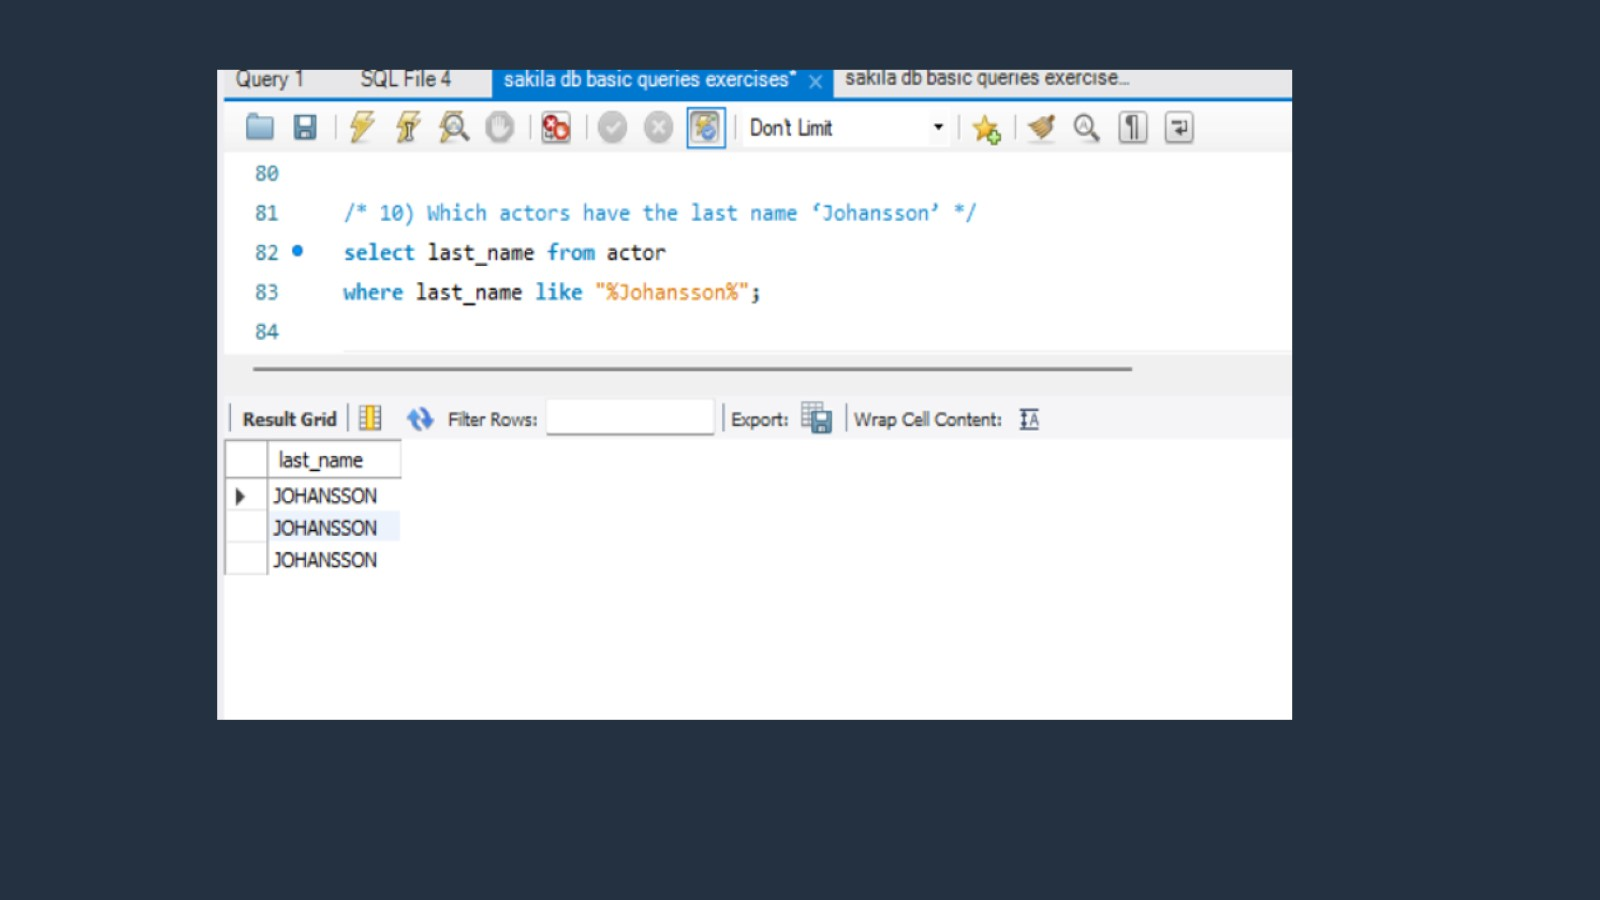 Query 1 SQL File 4 sakila db basic queries exercises* sakila db basic queries exercise...
Don't Limit
80
81 /* 10) Which actors have the last name ‘Johansson’ */
82 select last_name from actor
83 where last_name like "%Johansson%";
84
Result Grid Filter Rows: Export: Wrap Cell Content:
last_name
JOHANSSON
JOHANSSON
JOHANSSON